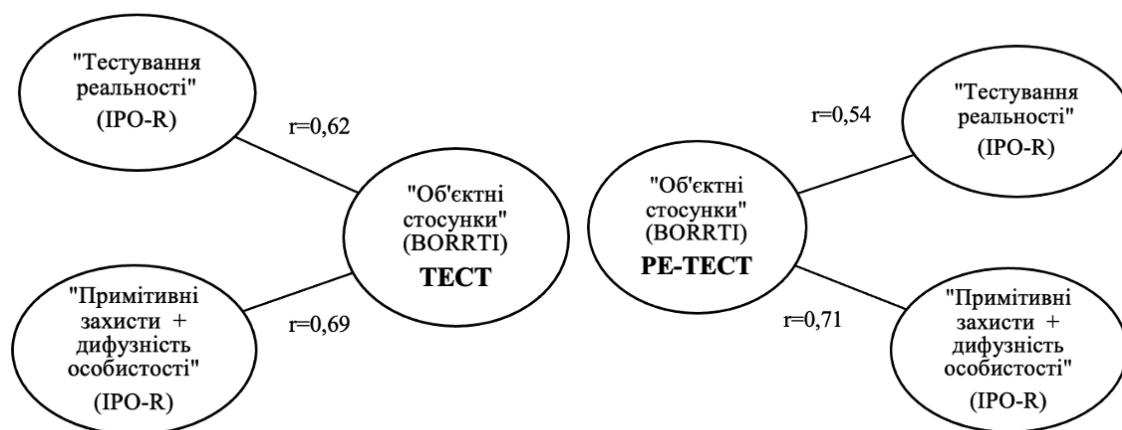 "Тестування
реальності"
(IPO-R)
r=0,62
"Об'єктні
стосунки"
(BORRTI)
ТЕСТ
"Примітивні
захисти +
дифузність
особистості"
(IPO-R)
r=0,69
"Тестування
реальності"
(IPO-R)
r=0,54
"Об'єктні
стосунки"
(BORRTI)
РЕ-ТЕСТ
"Примітивні
захисти +
дифузність
особистості"
(IPO-R)
r=0,71